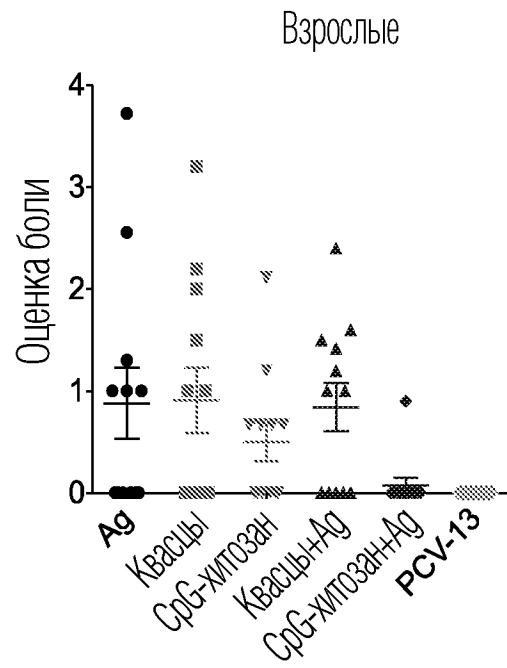 Взрослые
Оценка боли
4
3
2
1
0
Ag
Квасцы
CpG-хитозан
Квасцы+Ag
CpG-хитозан+Ag
PCV-13